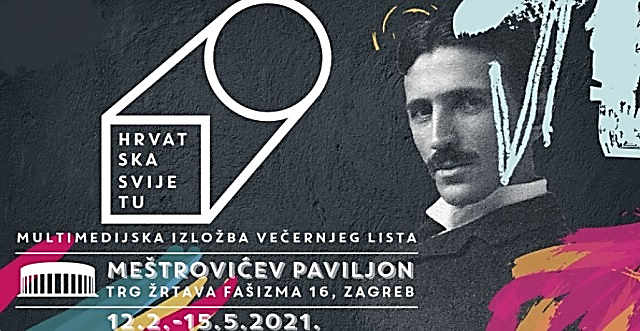 HRVAT
SKA
SVIJE
TU
MULTIMEDIJSKA IZLOŽBA VEČERNJEG LISTA
MEŠTROVIĆEV PAVILJON
TRG ŽRTAVA FAŠIZMA 16, ZAGREB
12.2.-15.5.2021.